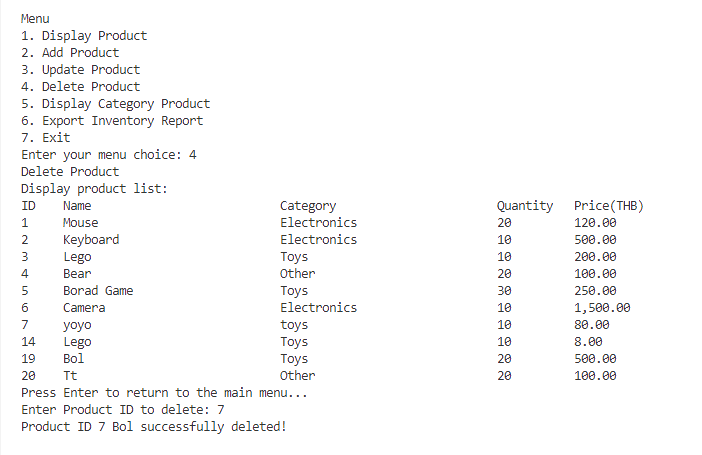 Menu
1. Display Product
2. Add Product
3. Update Product
4. Delete Product
5. Display Category Product
6. Export Inventory Report
7. Exit
Enter your menu choice: 4
Delete Product
Display product list:
ID Name Category Quantity Price(THB)
1 Mouse Electronics 20 120.00
2 Keyboard Electronics 10 500.00
3 Lego Toys 10 200.00
4 Bear Other 20 100.00
5 Borad Game Toys 30 250.00
6 Camera Electronics 10 1,500.00
7 yoyo toys 10 80.00
14 Lego Toys 10 8.00
19 Bol Toys 20 500.00
20 Tt Other 20 100.00
Press Enter to return to the main menu...
Enter Product ID to delete: 7
Product ID 7 Bol successfully deleted!